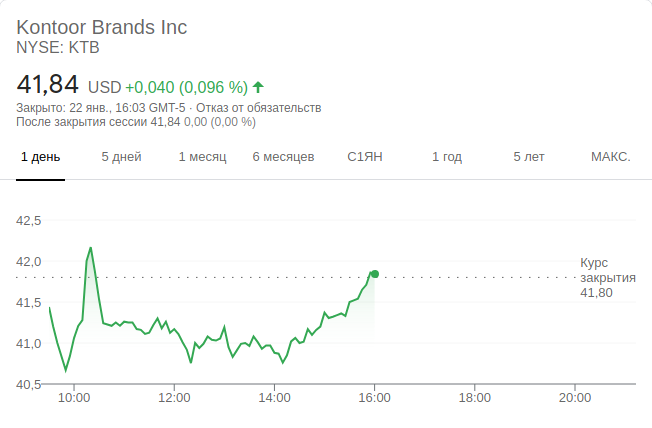 Kontoor Brands Inc
NYSE: KTB
41,84 USD +0,040 (0,096 %)
Закрыто: 22 янв., 16:03 GMT-5 · Отказ от обязательств
После закрытия сессии 41,84 0,00 (0,00 %)
1 день 5 дней 1 месяц 6 месяцев С1ЯН 1 год 5 лет МАКС.
42,5
42,0
41,5
41,0
40,5
Курс
закрытия
41,80
10:00 12:00 14:00 16:00 18:00 20:00